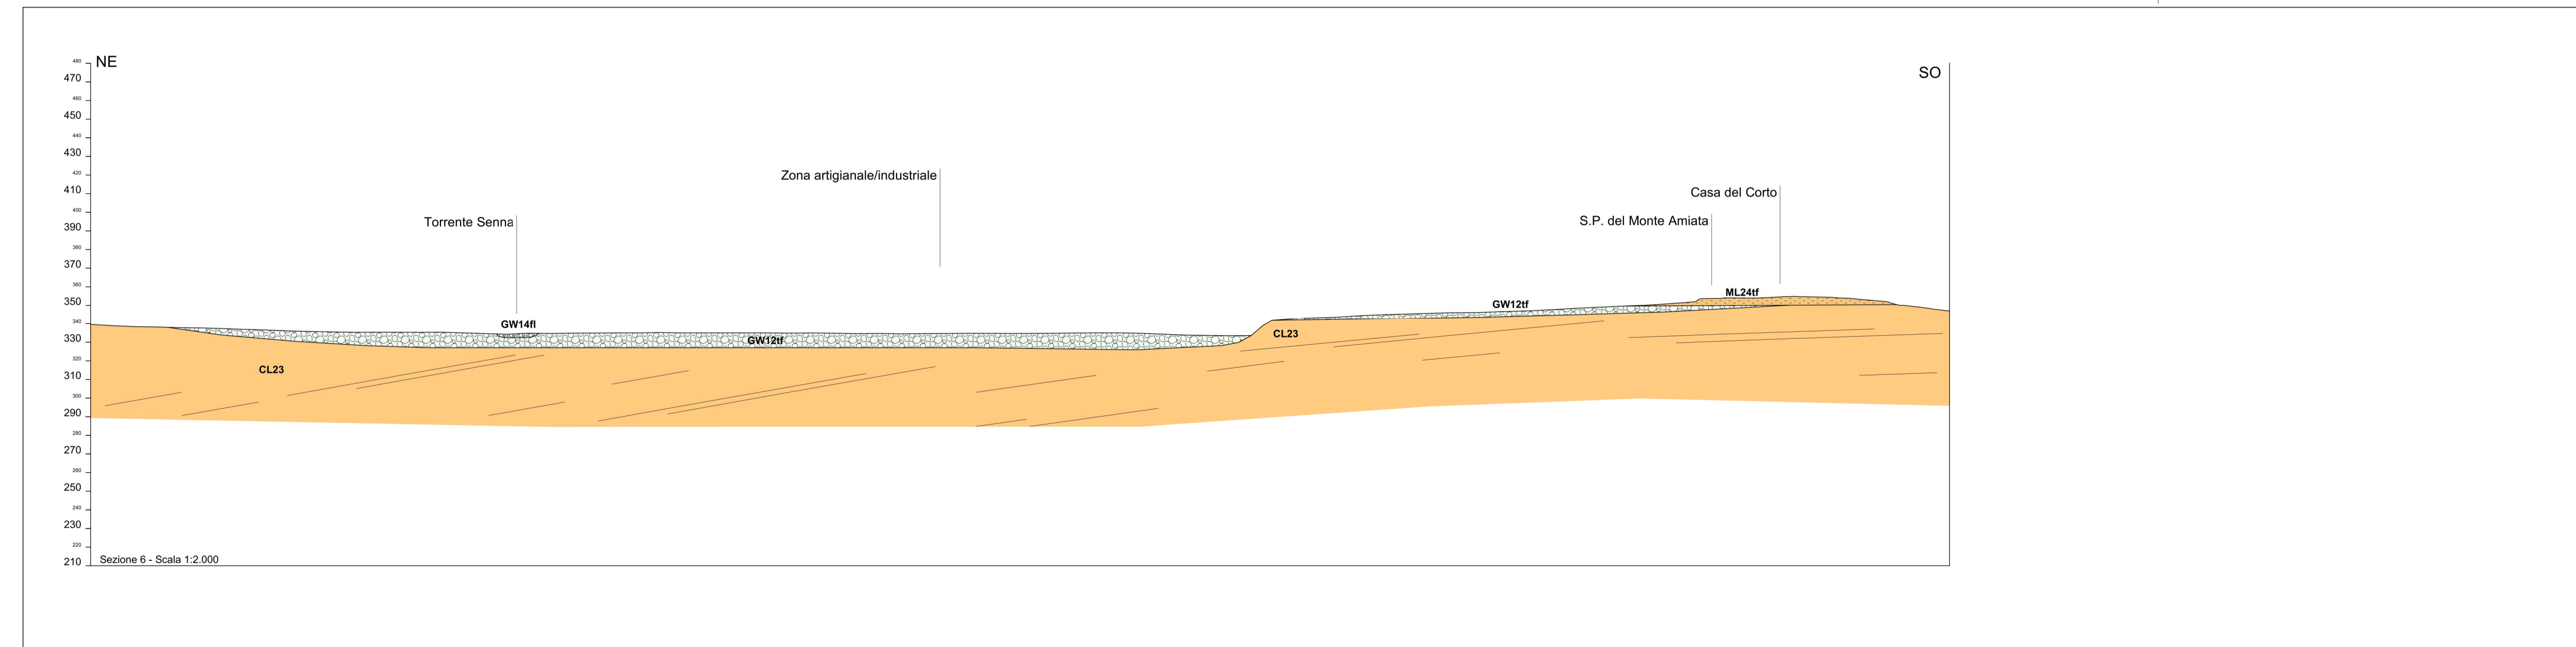 NE
SO
480
470
460
450
440
430
420
410
400
390
380
370
360
350
340
330
320
310
300
290
280
270
260
250
240
230
220
210
Zona artigianale/industriale
Casa del Corto
Torrente Senna
S.P. del Monte Amiata
ML24tf
GW12tf
GW14fl
CL23
GW12tf
CL23
Sezione 6 - Scala 1:2.000